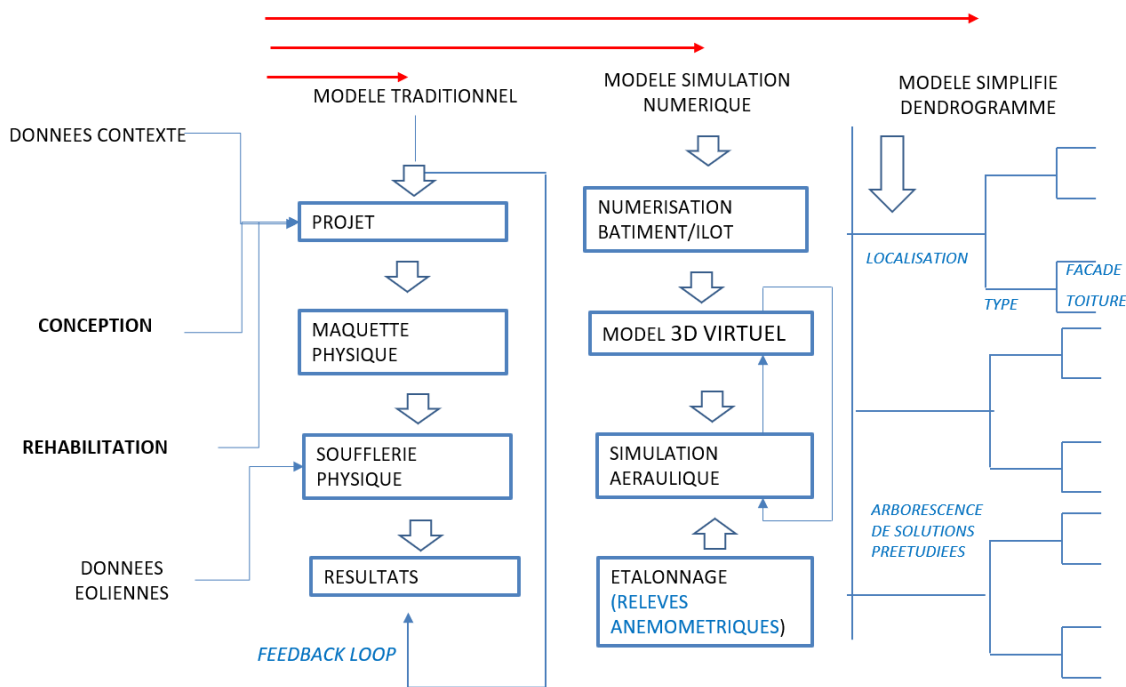 MODELE TRADITIONNEL
MODELE SIMULATION
NUMERIQUE
MODELE SIMPLIFIE
DENDROGRAMME
DONNEES CONTEXTE
CONCEPTION
REHABILITATION
DONNEES
EOLIENNES
PROJET
MAQUETTE
PHYSIQUE
SOUFFLERIE
PHYSIQUE
RESULTATS
FEEDBACK LOOP
NUMERISATION
BATIMENT/ILOT
MODEL 3D VIRTUEL
SIMULATION
AERAULIQUE
ETALONNAGE
(RELEVES
ANEMOMETRIQUES)
LOCALISATION
TYPE
FACADE
TOITURE
ARBORESCENCE
DE SOLUTIONS
PREETUDIEES